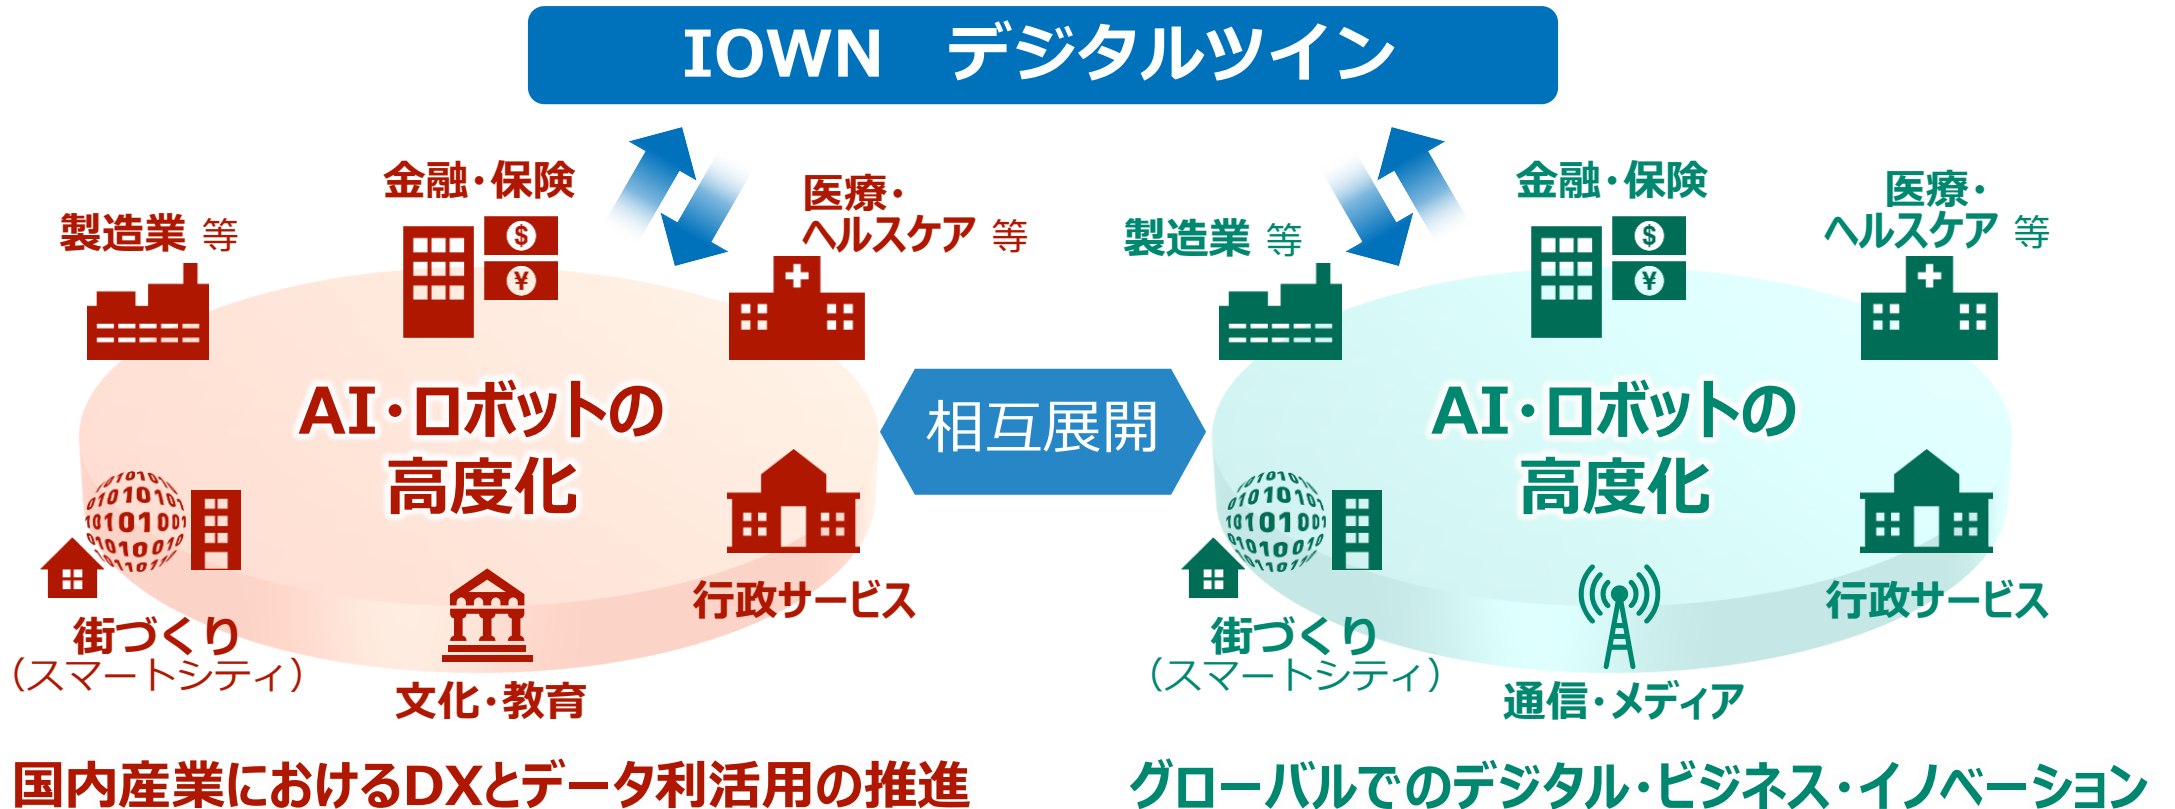 IOWN　デジタルツイン
金融・保険
製造業 等
医療・
ヘルスケア 等
$
¥
AI・ロボットの
高度化
街づくり
（スマートシティ）
文化・教育
行政サービス
国内産業におけるDXとデータ利活用の推進
相互展開
金融・保険
製造業 等
医療・
ヘルスケア 等
$
¥
AI・ロボットの
高度化
街づくり
（スマートシティ）
通信・メディア
行政サービス
グローバルでのデジタル・ビジネス・イノベーション